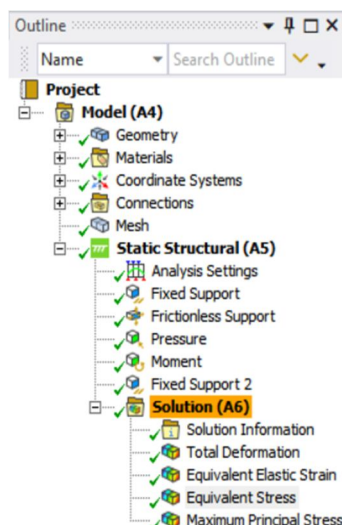 Outline
Name Search Outline
Project
Model (A4)
Geometry
Materials
Coordinate Systems
Connections
Mesh
Static Structural (A5)
Analysis Settings
Fixed Support
Frictionless Support
Pressure
Moment
Fixed Support 2
Solution (A6)
Solution Information
Total Deformation
Equivalent Elastic Strain
Equivalent Stress
Maximum Principal Stress